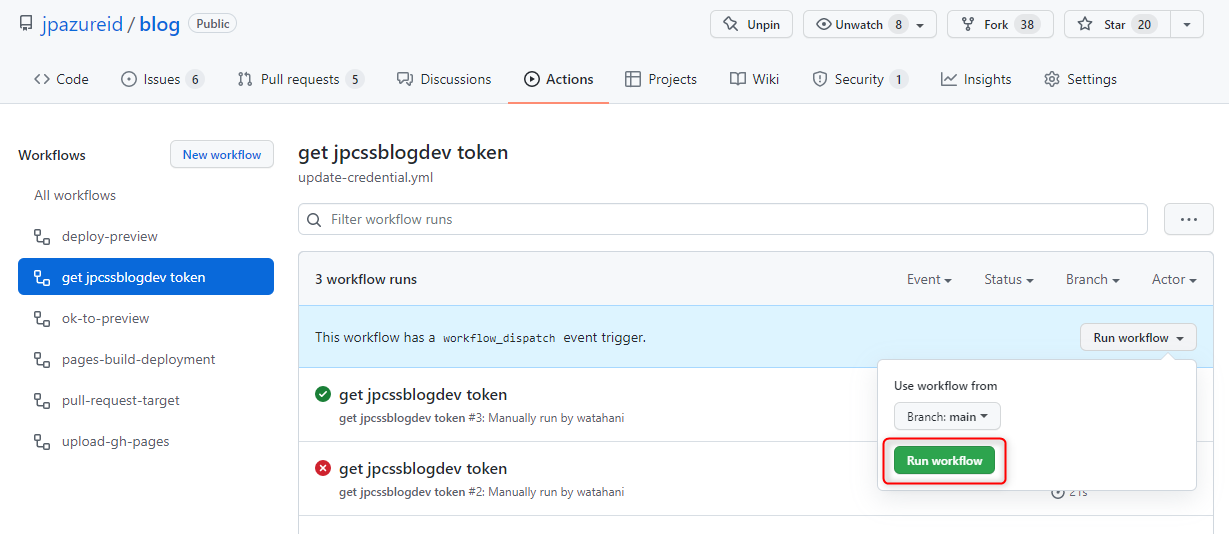 jpazureid / blog Public
Unpin
Unwatch 8
Fork 38
Star 20
Code
Issues 6
Pull requests 5
Discussions
Actions
Projects
Wiki
Security 1
Insights
Settings
Workflows
New workflow
All workflows
deploy-preview
get jpcssblogdev token
ok-to-preview
pages-build-deployment
pull-request-target
upload-gh-pages
get jpcssblogdev token
update-credential.yml
Filter workflow runs
3 workflow runs
Event
Status
Branch
Actor
This workflow has a workflow_dispatch event trigger.
Run workflow
Use workflow from
Branch: main
Run workflow
get jpcssblogdev token
get jpcssblogdev token #3: Manually run by watahani
get jpcssblogdev token
get jpcssblogdev token #2: Manually run by watahani
21s